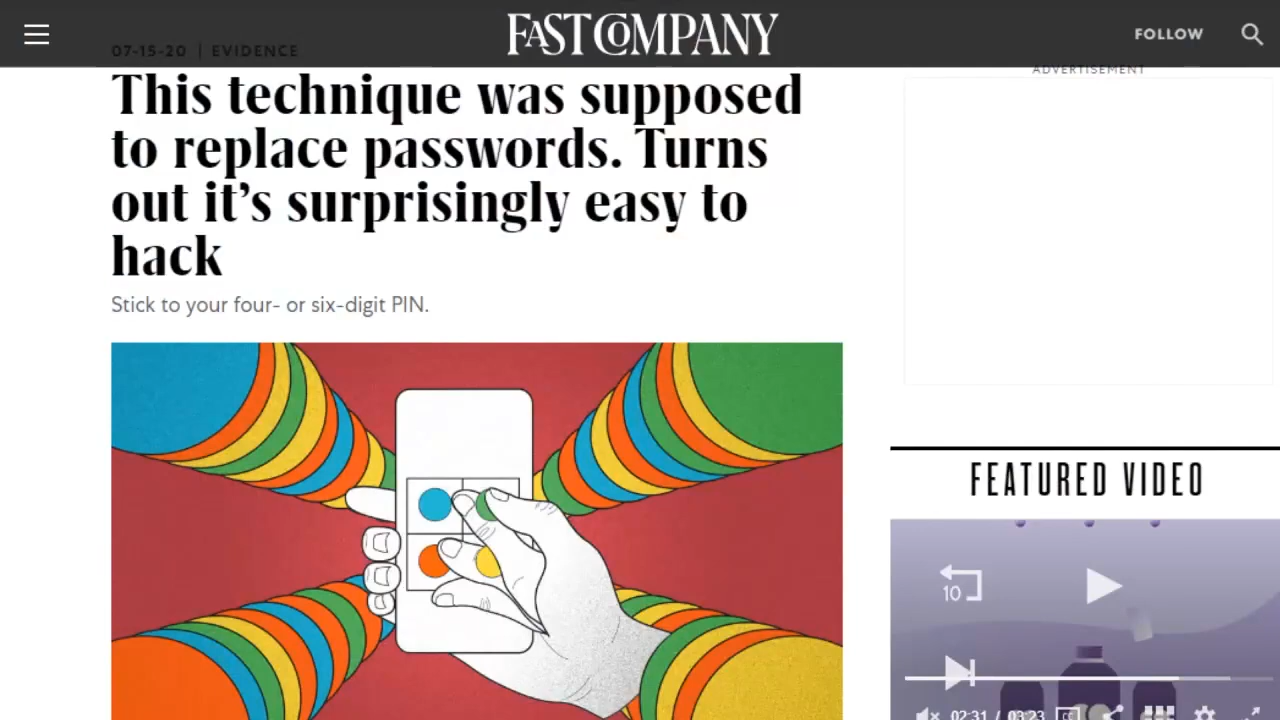 FAST COMPANY
FOLLOW
07-15-20 | EVIDENCE
This technique was supposed
to replace passwords. Turns
out it’s surprisingly easy to
hack
Stick to your four- or six-digit PIN.
ADVERTISEMENT
FEATURED VIDEO
10
02:31 / 03:23 CC